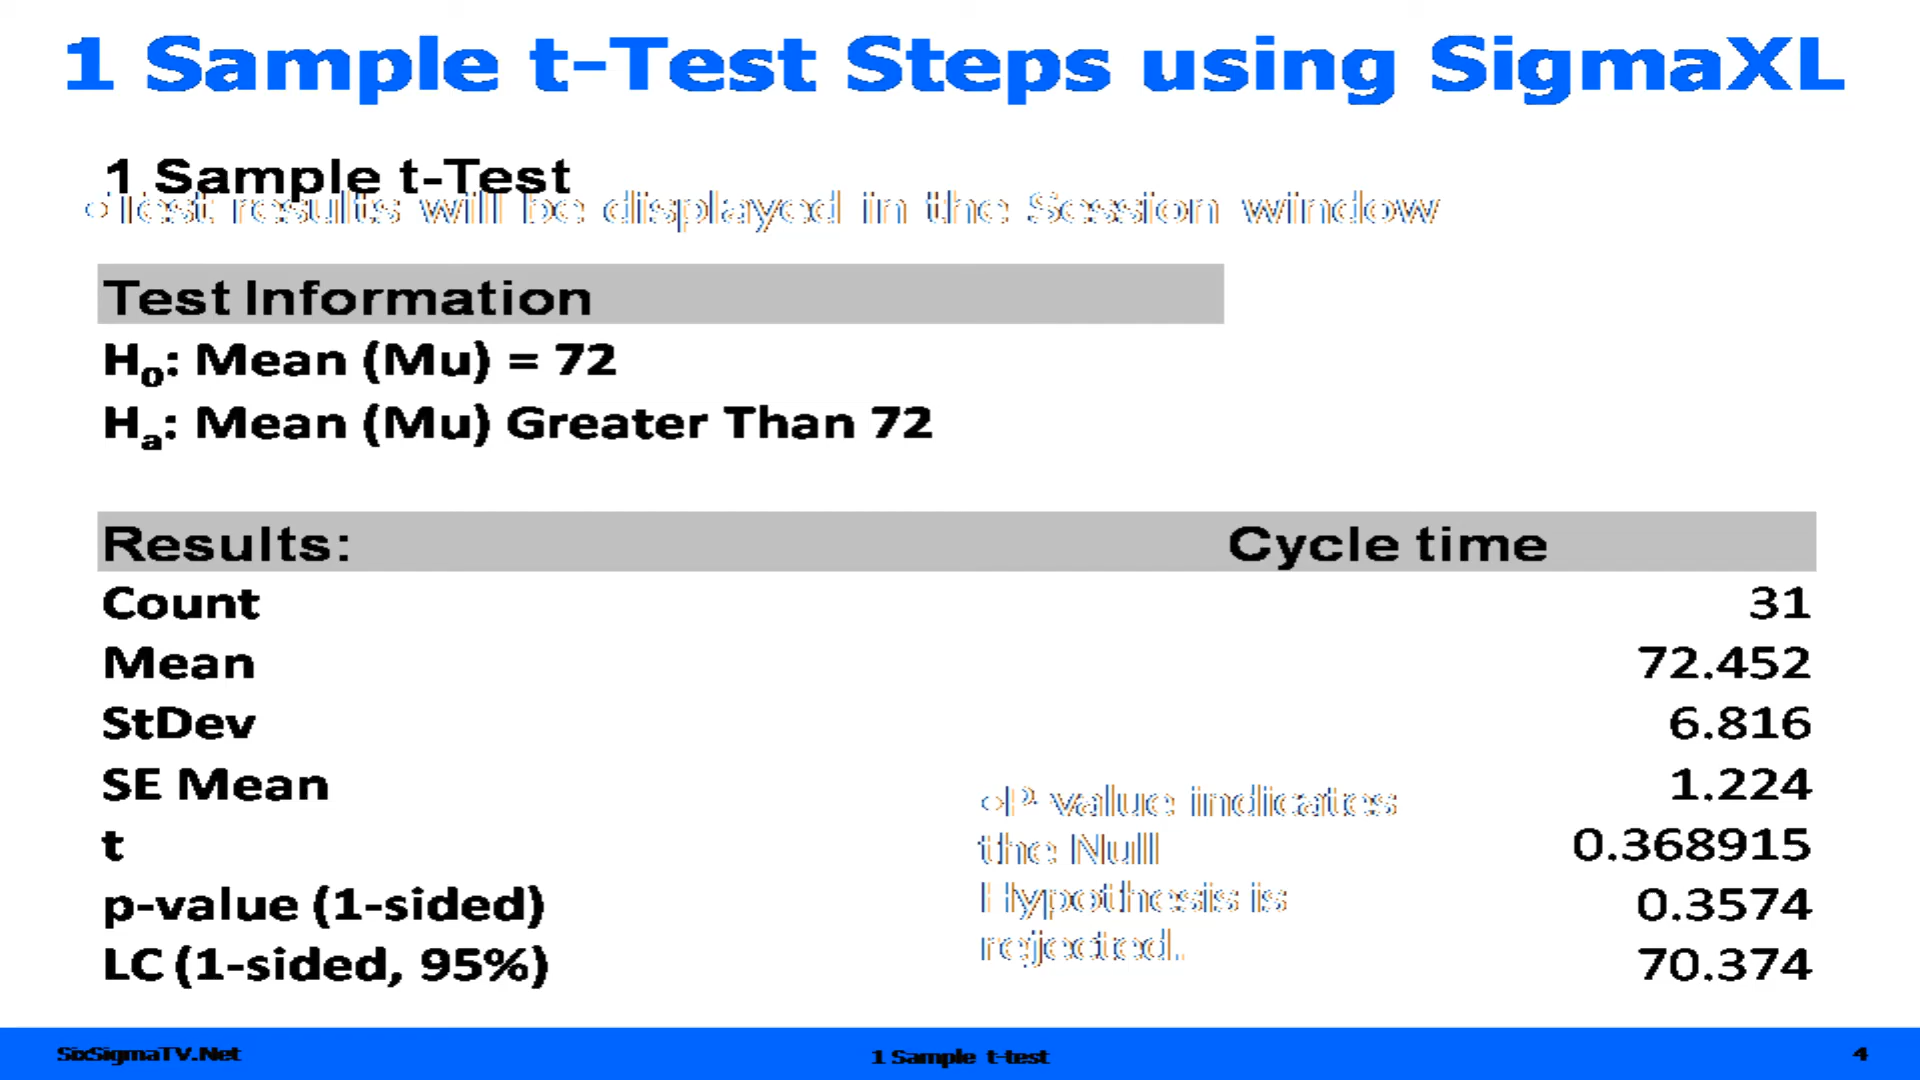 1 Sample t-Test Steps using SigmaXL
1 Sample t-Test
•Test results will be displayed in the Session window
Test Information
H₀: Mean (Mu) = 72
Hₐ: Mean (Mu) Greater Than 72
Results: Cycle time
Count 31
Mean 72.452
StDev 6.816
SE Mean 1.224
t 0.368915
p-value (1-sided) 0.3574
LC (1-sided, 95%) 70.374
•P-value indicates
the Null
Hypothesis is
rejected.
SixSigmaTV.Net 1 Sample t-test 4